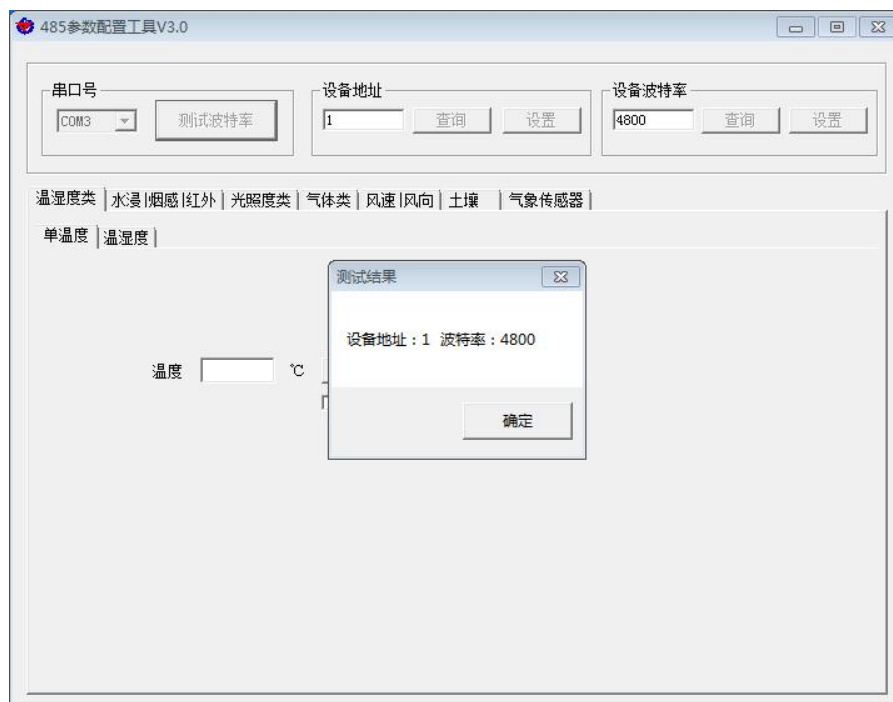 485参数配置工具V3.0
串口号
COM3
测试波特率
设备地址
1
查询
设置
设备波特率
4800
查询
设置
温湿度类 水浸|烟感|红外 光照度类 气体类 风速|风向 土壤 气象传感器
单温度 温湿度
测试结果
设备地址：1 波特率：4800
确定
温度 ℃